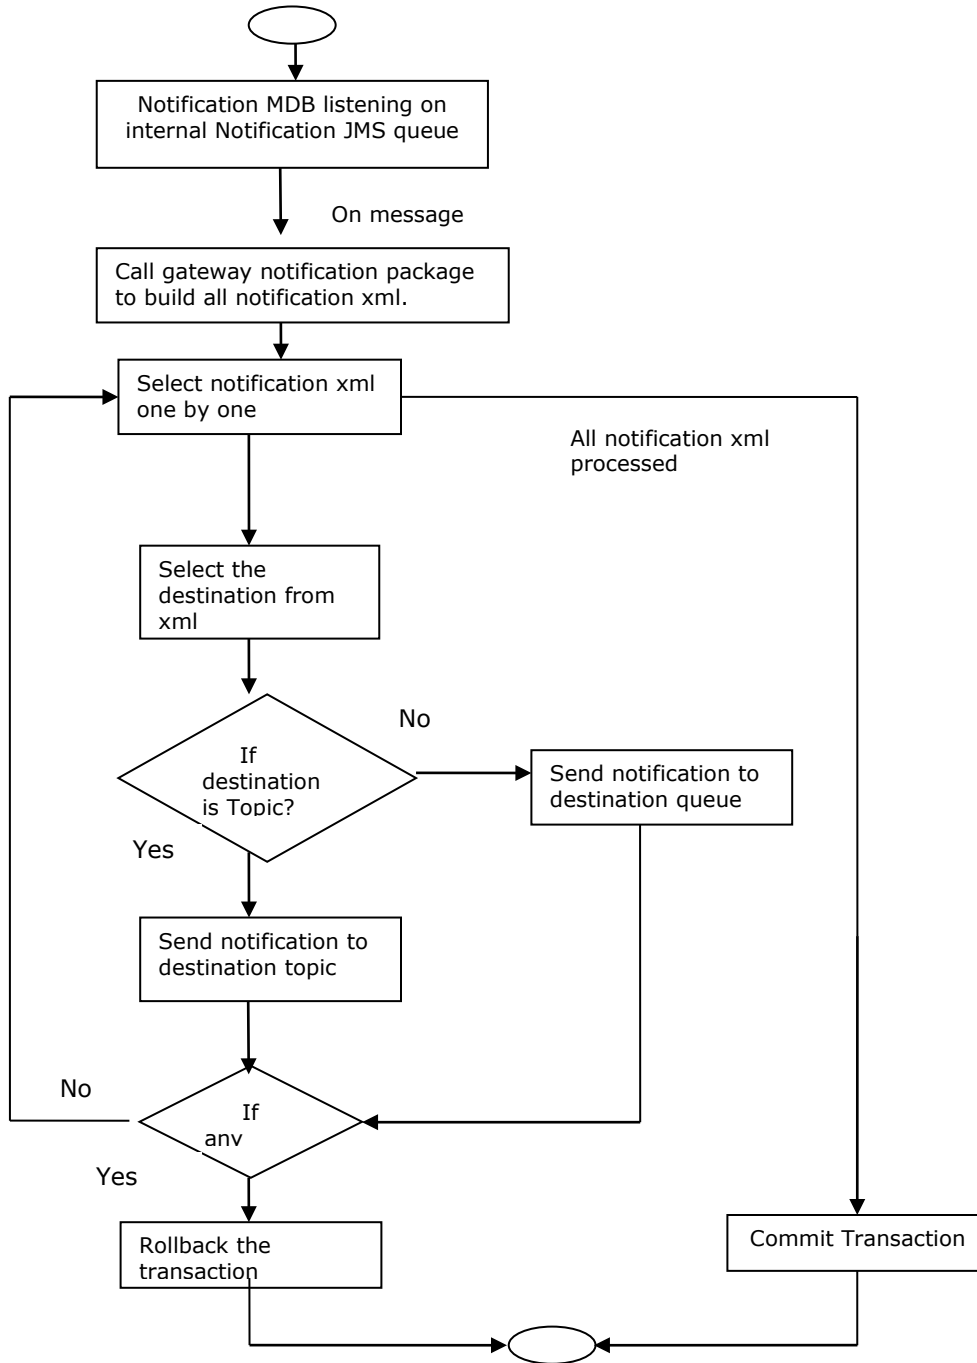 Notification MDB listening on
internal Notification JMS queue
On message
Call gateway notification package
to build all notification xml.
Select notification xml
one by one
All notification xml
processed
Select the
destination from
xml
No
If
destination
is Topic?
Send notification to
destination queue
Yes
Send notification to
destination topic
No
If
Yes
Rollback the
transaction
Commit Transaction